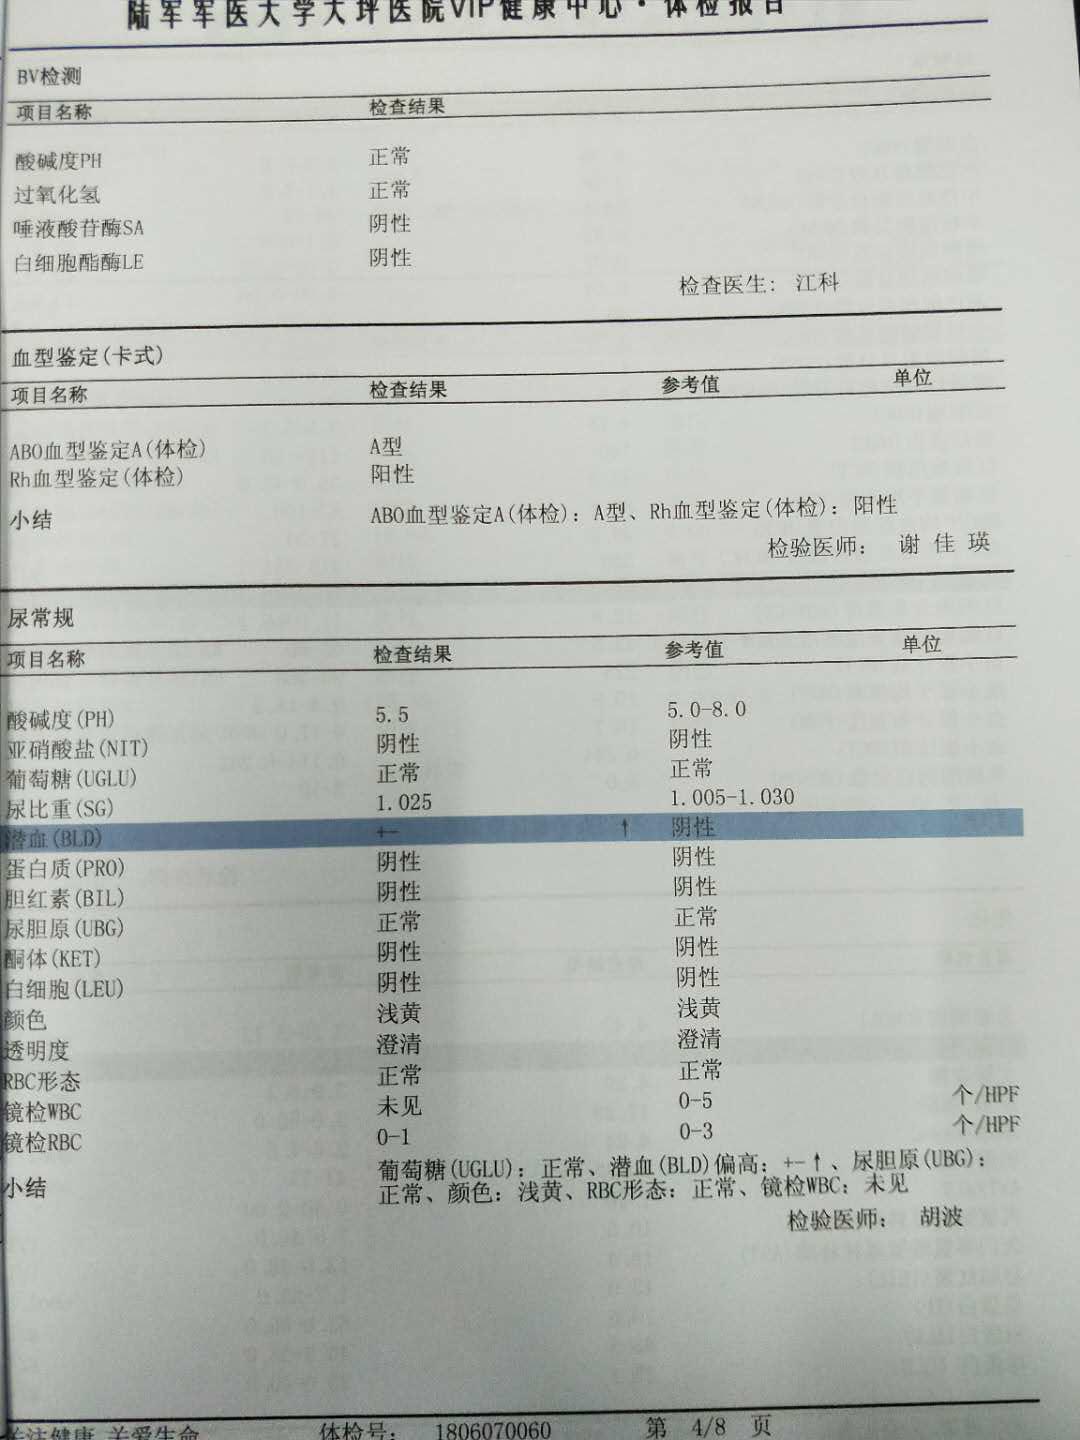 陆军军医大学大坪医院VIP健康中心·体检报告
BV检测
项目名称 检查结果
酸碱度PH 正常
过氧化氢 正常
唾液酸苷酶SA 阴性
白细胞酯酶LE 阴性
检查医生: 江科
血型鉴定(卡式)
项目名称 检查结果 参考值 单位
ABO血型鉴定A(体检) A型
Rh血型鉴定(体检) 阳性
小结 ABO血型鉴定A(体检): A型、Rh血型鉴定(体检): 阳性
检验医师: 谢佳瑛
尿常规
项目名称 检查结果 参考值 单位
酸碱度(PH) 5.5 5.0-8.0
亚硝酸盐(NIT) 阴性 阴性
葡萄糖(UGLU) 正常 正常
尿比重(SG) 1.025 1.005-1.030
潜血(BLD) +- ↑ 阴性
蛋白质(PRO) 阴性 阴性
胆红素(BIL) 阴性 阴性
尿胆原(UBG) 正常 正常
酮体(KET) 阴性 阴性
白细胞(LEU) 阴性 阴性
颜色 浅黄 浅黄
透明度 澄清 澄清
RBC形态 正常 正常
镜检WBC 未见 0-5 个/HPF
镜检RBC 0-1 0-3 个/HPF
小结 葡萄糖(UGLU): 正常、潜血(BLD)偏高: +-↑、尿胆原(UBG):
正常、颜色: 浅黄、RBC形态: 正常、镜检WBC: 未见
检验医师: 胡波
关注健康 关爱生命 体检号: 1806070060 第 4/8 页